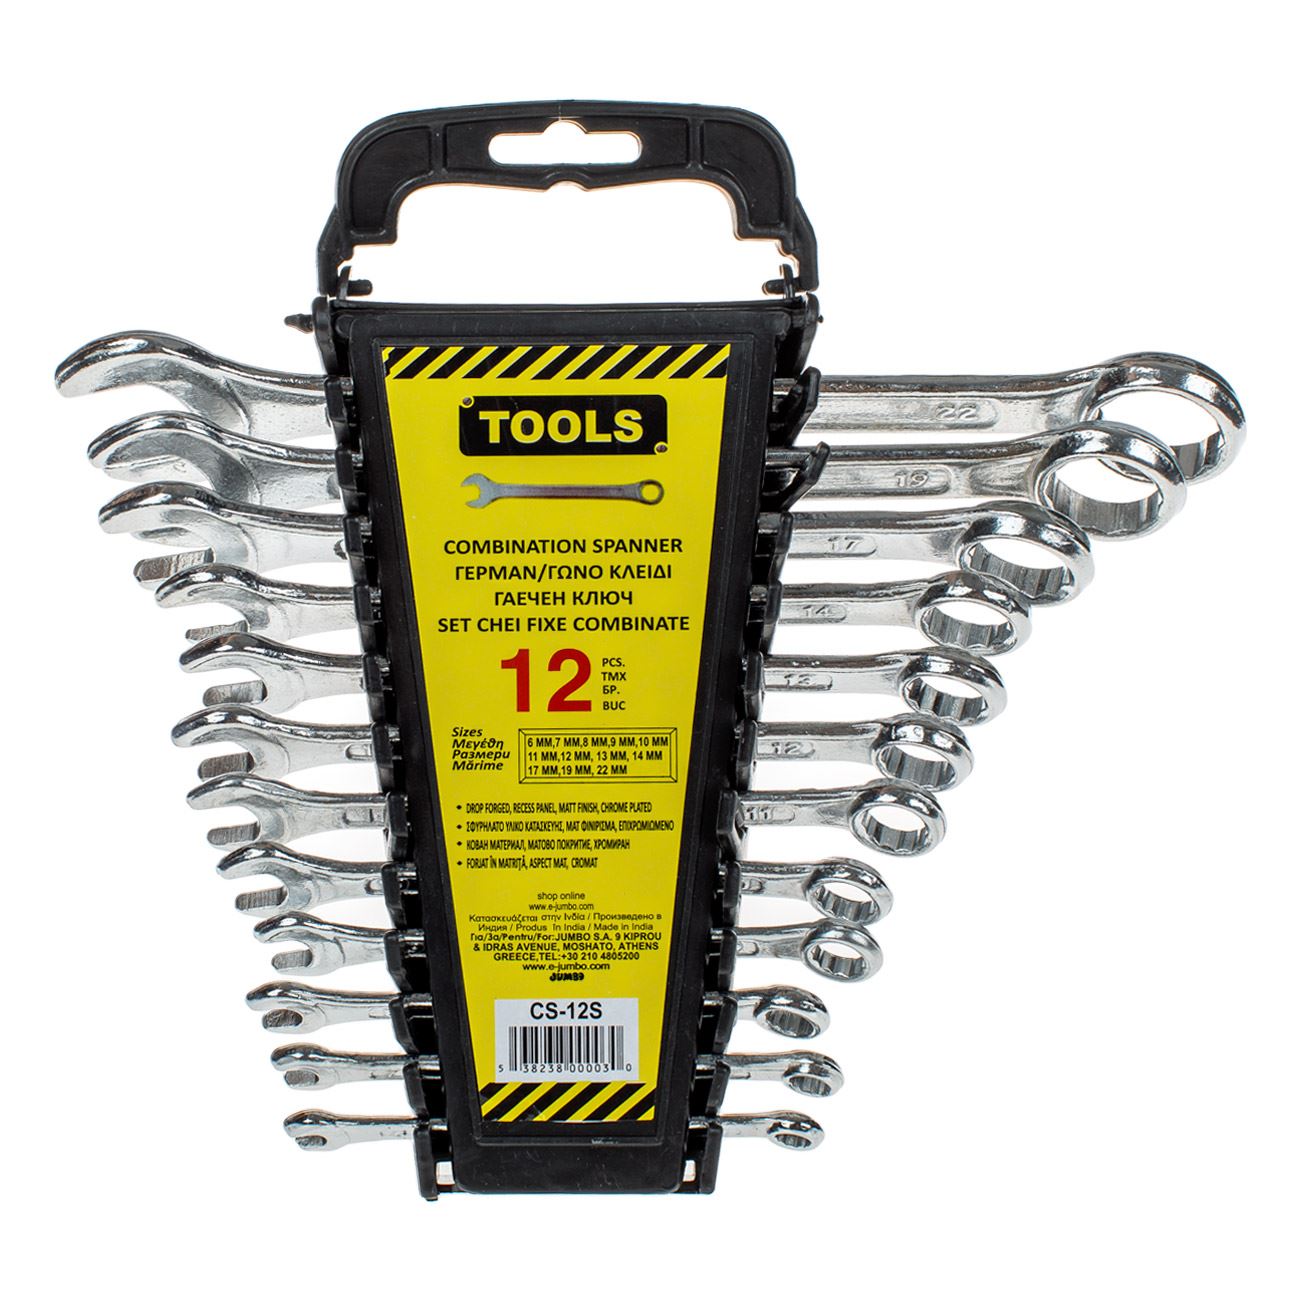 TOOLS
COMBINATION SPANNER
ΓΕΡΜΑΝ/ΓΩΝΟ ΚΛΕΙΔΙ
ГАЕЧЕН КЛЮЧ
SET CHEI FIXE COMBINATE
12
PCS.
ΤΜΧ
БР.
BUC
Sizes
Μεγέθη
Размери
Mărime
6 MM,7 MM,8 MM,9 MM,10 MM
11 MM,12 MM, 13 MM, 14 MM
17 MM,19 MM, 22 MM
• DROP FORGED, RECESS PANEL, MATT FINISH, CHROME PLATED
• ΣΦΥΡΗΛΑΤΟ ΥΛΙΚΟ ΚΑΤΑΣΚΕΥΗΣ, ΜΑΤ ΦΙΝΙΡΙΣΜΑ, ΕΠΙΧΡΩΜΙΩΜΕΝΟ
• КОВАН МАТЕРИАЛ, МАТОВО ПОКРИТИЕ, ХРОМИРАН
• FORJAT ÎN MATRIȚĂ, ASPECT MAT, CROMAT
shop online
www.e-jumbo.com
Κατασκευάζεται στην Ινδία / Произведено в
Индия / Produs In India / Made in India
Για/За/Pentru/For:JUMBO S.A. 9 KIPROU
& IDRAS AVENUE, MOSHATO, ATHENS
GREECE,TEL:+30 210 4805200
www.e-jumbo.com
JUMBO
CS-12S
5 38238 00003 0
22
19
17
14
13
12
11